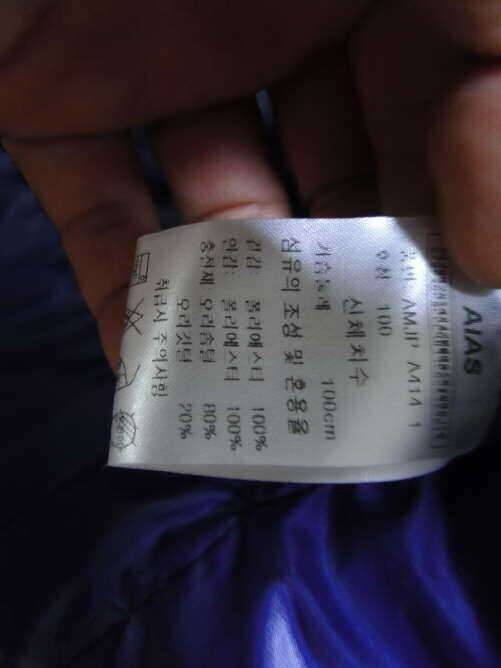 AIAS
품번 AMJP A414 1
호칭 100
신체치수
가슴둘레 100cm
섬유의 조성 및 혼용율
겉감 폴리에스터 100%
안감: 폴리에스터 100%
충전재 오리솜털 80%
오리깃털 20%
취급시 주의사항